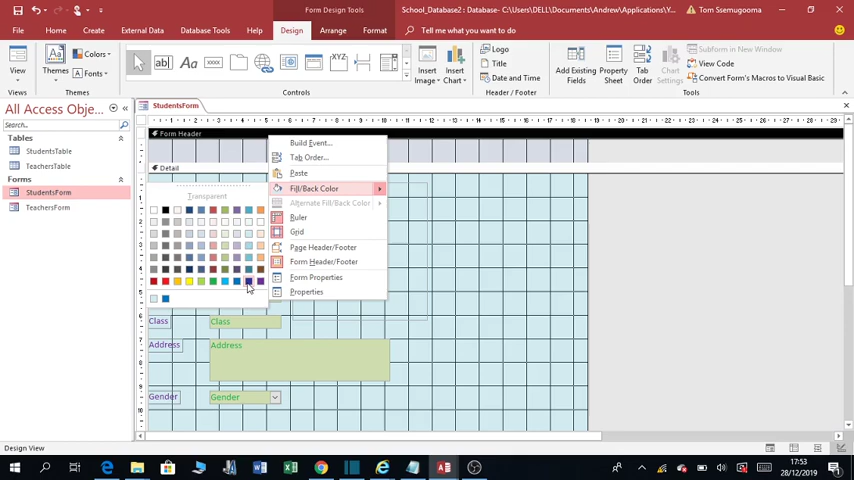 Form Design Tools
School_Database2 : Database- C:\Users\DELL\Documents\Andrew\Applications\Y...
Tom Ssemugooma
File
Home
Create
External Data
Database Tools
Help
Design
Arrange
Format
Tell me what you want to do
View
Themes
Colors
Fonts
Aa
ab
xxxx
XYZ
Insert Image
Insert Chart
Logo
Title
Date and Time
Add Existing Fields
Property Sheet
Tab Order
Chart Settings
Subform in New Window
View Code
Convert Form's Macros to Visual Basic
Views
Themes
Controls
Header / Footer
Tools
All Access Obje...
StudentsForm
Search...
Tables
StudentsTable
TeachersTable
Forms
StudentsForm
TeachersForm
Form Header
Detail
Build Event...
Tab Order...
Paste
Fill/Back Color
Alternate Fill/Back Color
Ruler
Grid
Page Header/Footer
Form Header/Footer
Form Properties
Properties
Transparent
Class
Class
Address
Address
Gender
Gender
Design View
17:53
28/12/2019